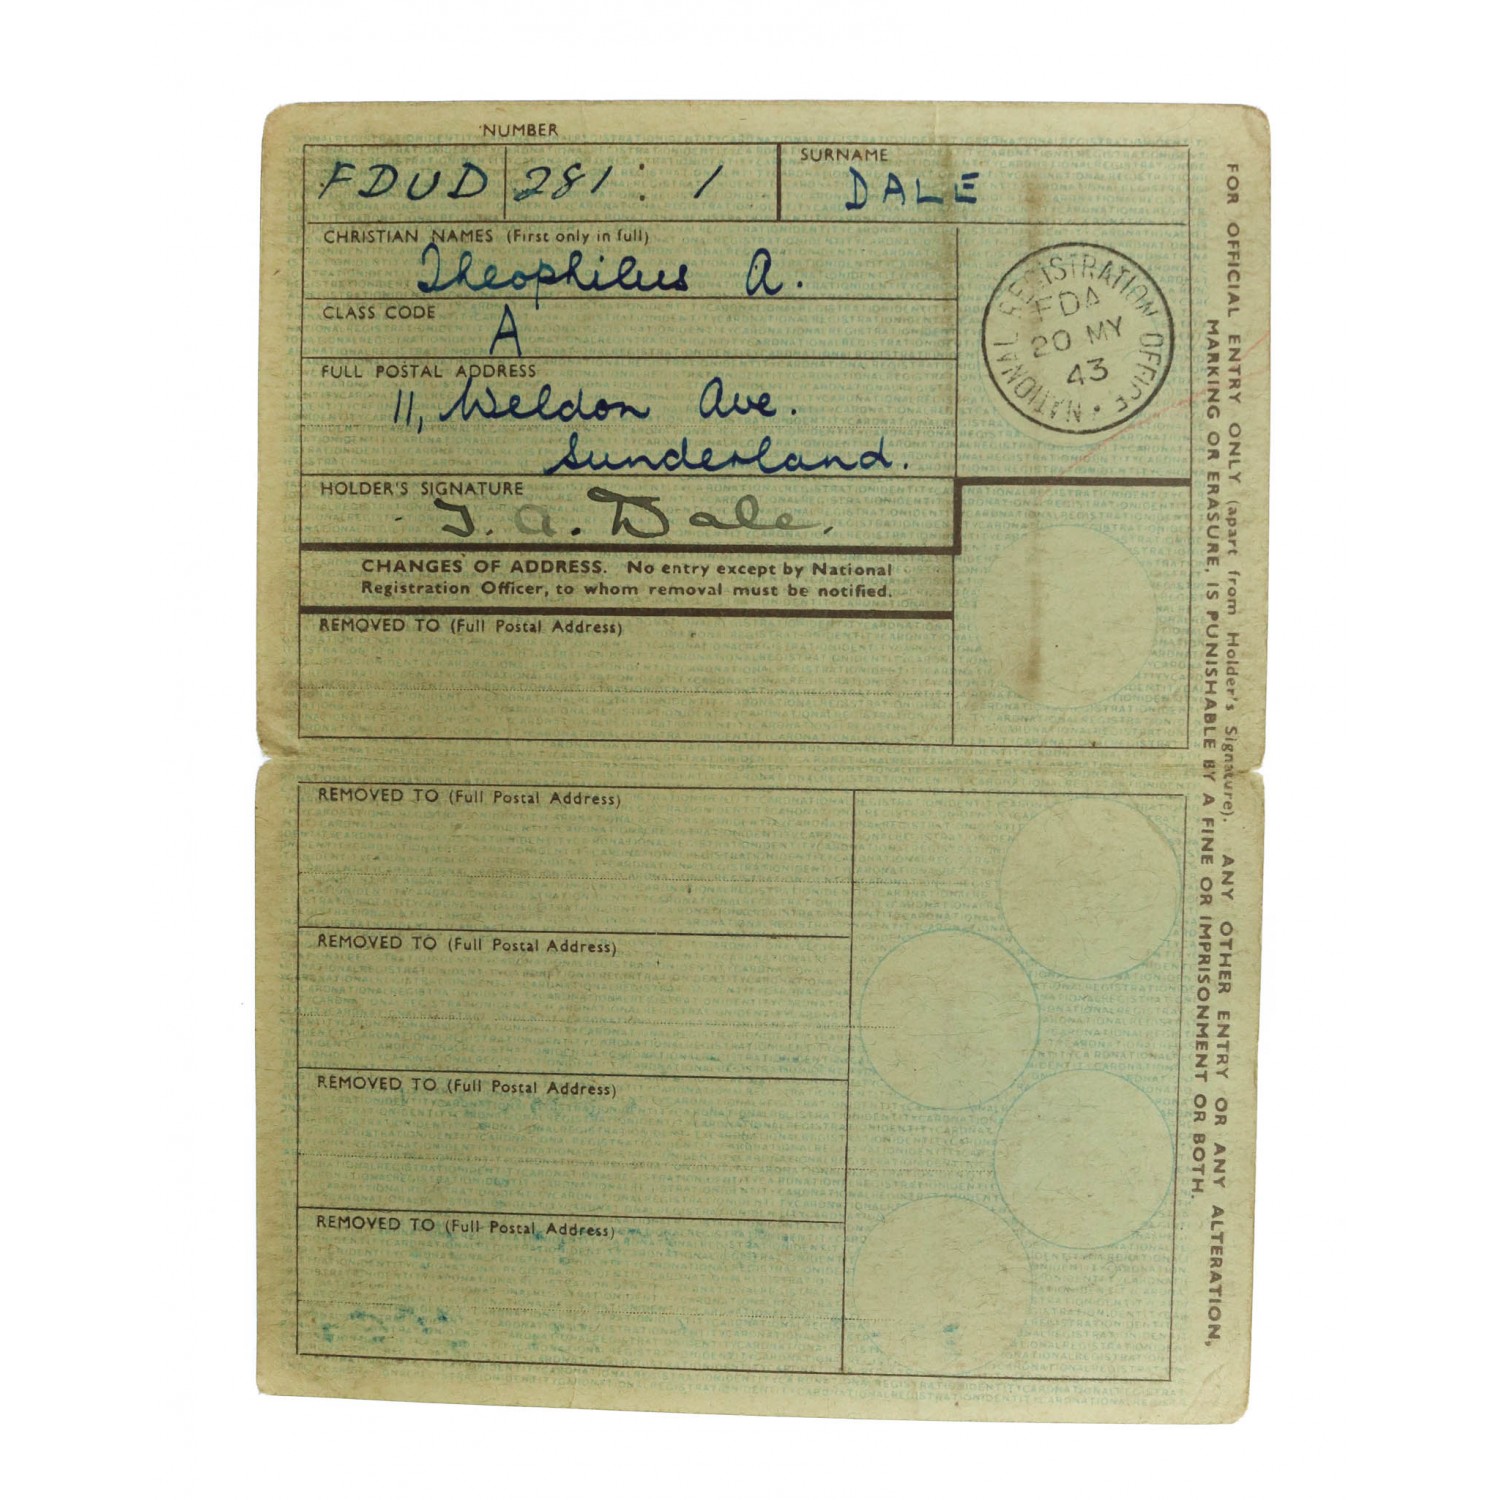 NUMBER
FDUD 281 : 1
SURNAME
DALE
CHRISTIAN NAMES (First only in full)
Theophilus A.
CLASS CODE
A
FULL POSTAL ADDRESS
11, Weldon Ave.
Sunderland.
HOLDER'S SIGNATURE
T. A. Dale.
NATIONAL REGISTRATION OFFICE
FDA
20 MY
43
CHANGES OF ADDRESS. No entry except by National
Registration Officer, to whom removal must be notified.
REMOVED TO (Full Postal Address)
REMOVED TO (Full Postal Address)
REMOVED TO (Full Postal Address)
REMOVED TO (Full Postal Address)
REMOVED TO (Full Postal Address)
FOR OFFICIAL ENTRY ONLY (apart from Holder's Signature). ANY OTHER ENTRY OR ANY ALTERATION,
MARKING OR ERASURE, IS PUNISHABLE BY A FINE OR IMPRISONMENT OR BOTH.